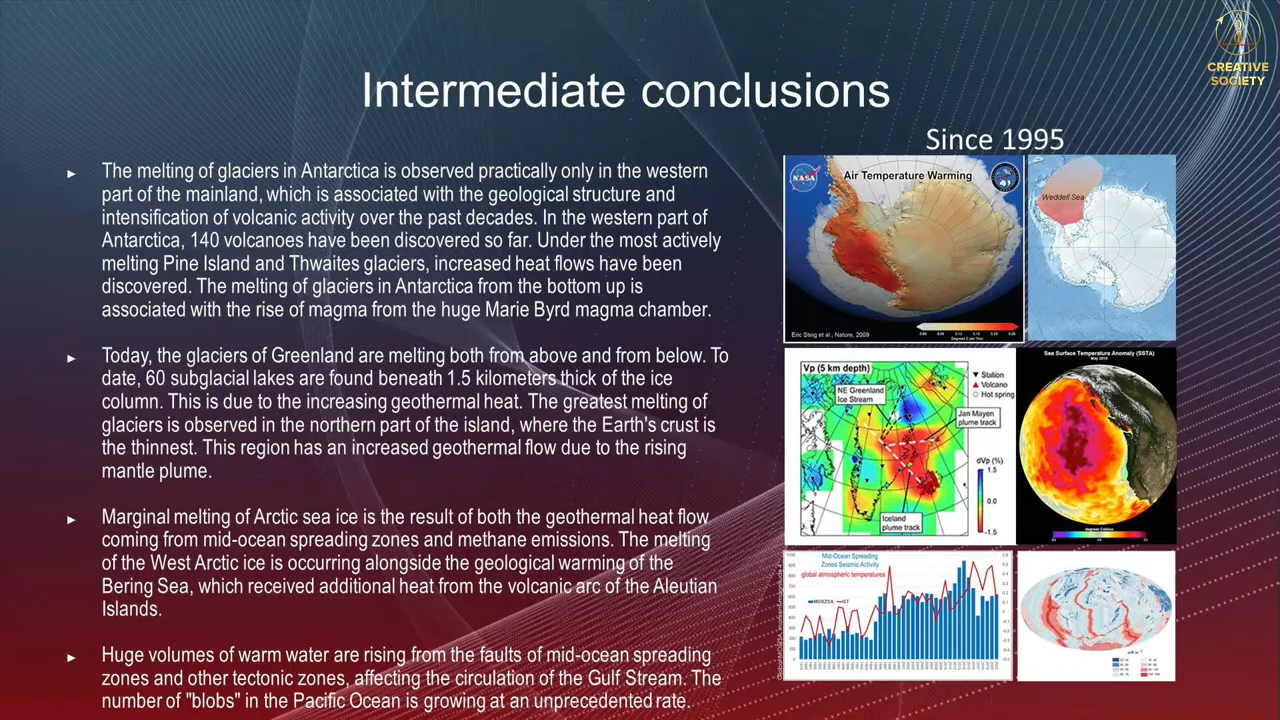 CREATIVE
SOCIETY
Intermediate conclusions
Since 1995
► The melting of glaciers in Antarctica is observed practically only in the western
part of the mainland, which is associated with the geological structure and
intensification of volcanic activity over the past decades. In the western part of
Antarctica, 140 volcanoes have been discovered so far. Under the most actively
melting Pine Island and Thwaites glaciers, increased heat flows have been
discovered. The melting of glaciers in Antarctica from the bottom up is
associated with the rise of magma from the huge Marie Byrd magma chamber.
► Today, the glaciers of Greenland are melting both from above and from below. To
date, 60 subglacial lakes are found beneath 1.5 kilometers thick of the ice
column. This is due to the increasing geothermal heat. The greatest melting of
glaciers is observed in the northern part of the island, where the Earth's crust is
the thinnest. This region has an increased geothermal flow due to the rising
mantle plume.
► Marginal melting of Arctic sea ice is the result of both the geothermal heat flow
coming from mid-ocean spreading zones and methane emissions. The melting
of the West Arctic ice is occurring alongside the geological warming of the
Bering Sea, which received additional heat from the volcanic arc of the Aleutian
Islands.
► Huge volumes of warm water are rising from the faults of mid-ocean spreading
zones and other tectonic zones, affecting the circulation of the Gulf Stream. The
number of "blobs" in the Pacific Ocean is growing at an unprecedented rate.
NASA
Air Temperature Warming
Eric Steig et al., Nature, 2009
Degrees C per Year
Weddell Sea
Vp (5 km depth)
NE Greenland
Ice Stream
Station
Volcano
Hot spring
Jan Mayen
plume track
dVp (%)
1.5
0.0
-1.5
Iceland
plume track
Sea Surface Temperature Anomaly (SSTA)
May 2015
degrees Celsius
Mid-Ocean Spreading
Zones Seismic Activity
global atmospheric temperatures
MOSZSA GT